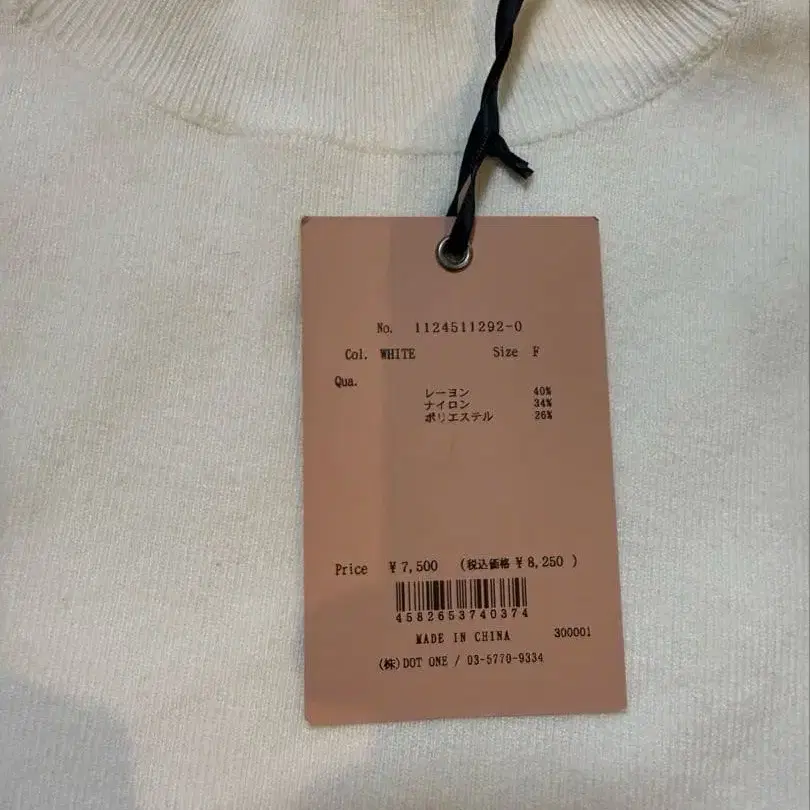 No. 1124511292-0
Col. WHITE Size F
Qua.
レーヨン 40%
ナイロン 34%
ポリエステル 26%
Price ¥7,500 (税込価格 ¥8,250 )
4582653740374
MADE IN CHINA 300001
(株)DOT ONE / 03-5770-9334